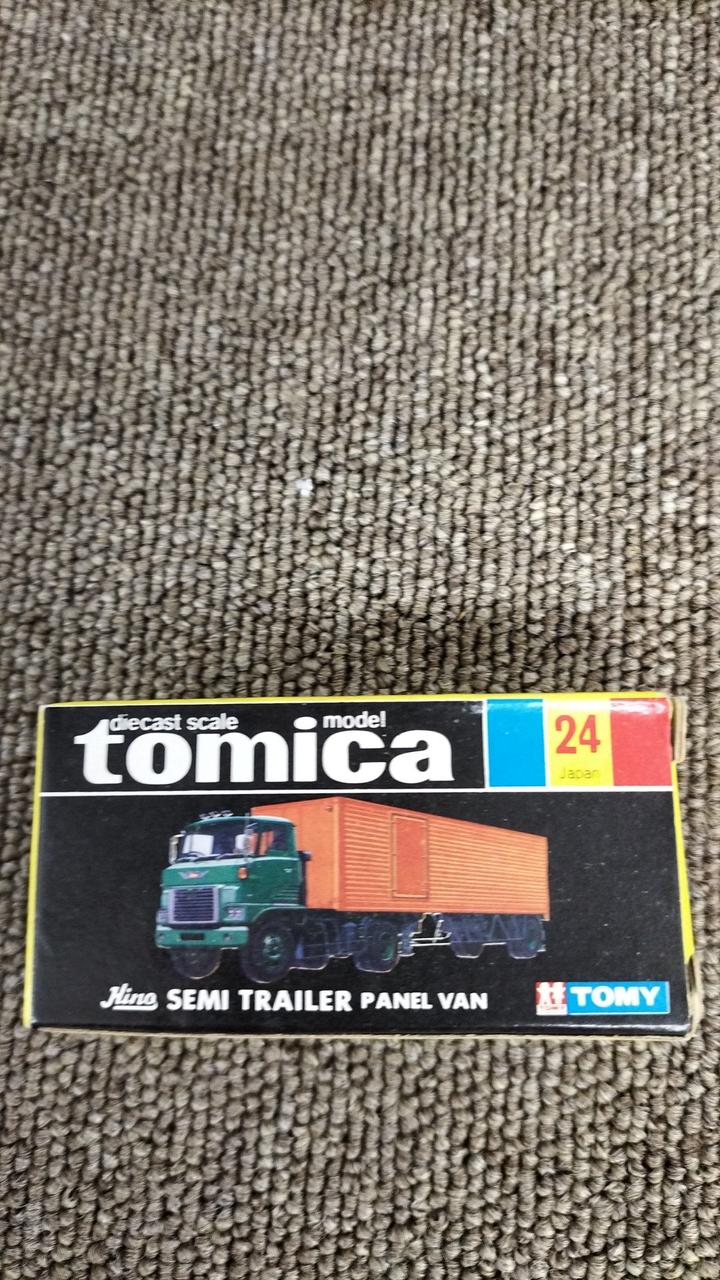 diecast scale model
tomica
24
Japan
Hino SEMI TRAILER PANEL VAN
TOMY